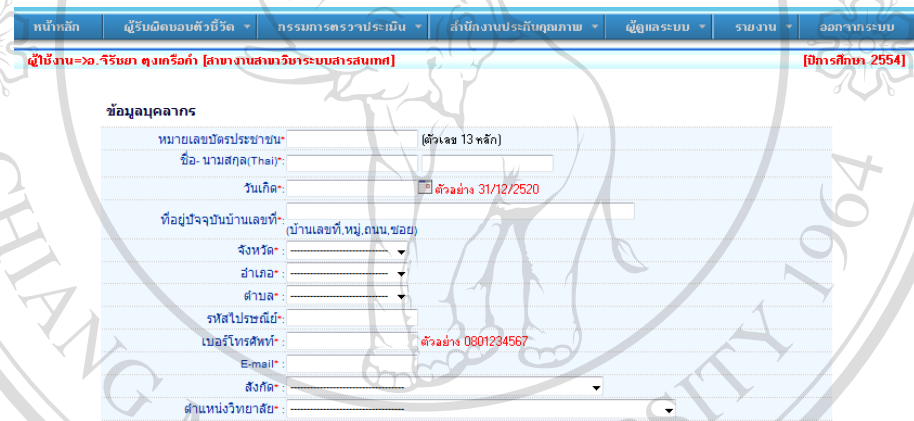 หน้าหลัก ผู้รับผิดชอบตัวชี้วัด กรรมการตรวจประเมิน สำนักงานประกันคุณภาพ ผู้ดูแลระบบ รายงาน ออกจากระบบ
ผู้ใช้งาน=>อ.จิรันยา ตุงเครือคำ [สาขางานสาขาวิชาระบบสารสนเทศ] [ปีการศึกษา 2554]
ข้อมูลบุคลากร
หมายเลขบัตรประชาชน* (ตัวเลข 13 หลัก)
ชื่อ- นามสกุล(Thai)*:
วันเกิด*: ตัวอย่าง 31/12/2520
ที่อยู่ปัจจุบันบ้านเลขที่*:
(บ้านเลขที่,หมู่,ถนน,ซอย)
จังหวัด* :
อำเภอ* :
ตำบล* :
รหัสไปรษณีย์*:
เบอร์โทรศัพท์* : ตัวอย่าง 0801234567
E-mail* :
สังกัด* :
ตำแหน่งวิทยาลัย* :
CHIANG UNIVERSITY 1964